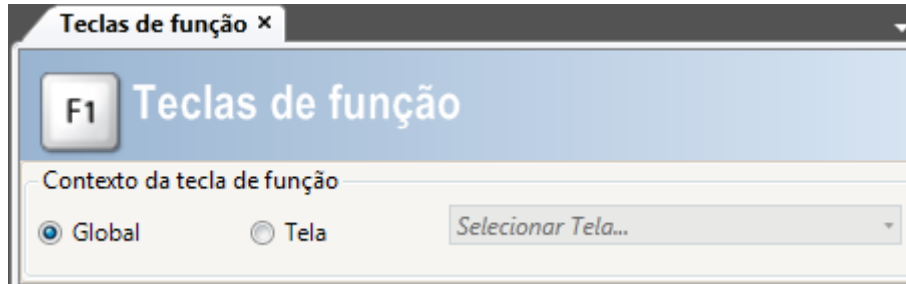 Teclas de função ×
F1 Teclas de função
Contexto da tecla de função
Global Tela Selecionar Tela...